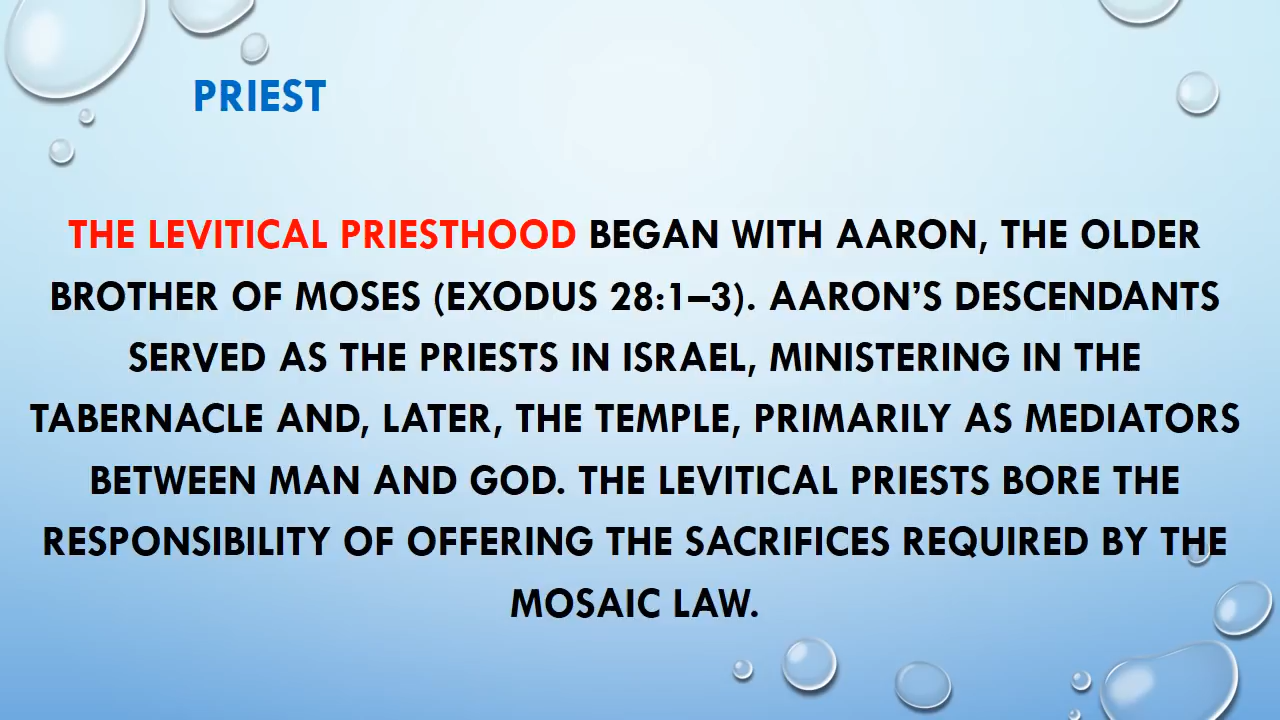 PRIEST
THE LEVITICAL PRIESTHOOD BEGAN WITH AARON, THE OLDER
BROTHER OF MOSES (EXODUS 28:1–3). AARON’S DESCENDANTS
SERVED AS THE PRIESTS IN ISRAEL, MINISTERING IN THE
TABERNACLE AND, LATER, THE TEMPLE, PRIMARILY AS MEDIATORS
BETWEEN MAN AND GOD. THE LEVITICAL PRIESTS BORE THE
RESPONSIBILITY OF OFFERING THE SACRIFICES REQUIRED BY THE
MOSAIC LAW.